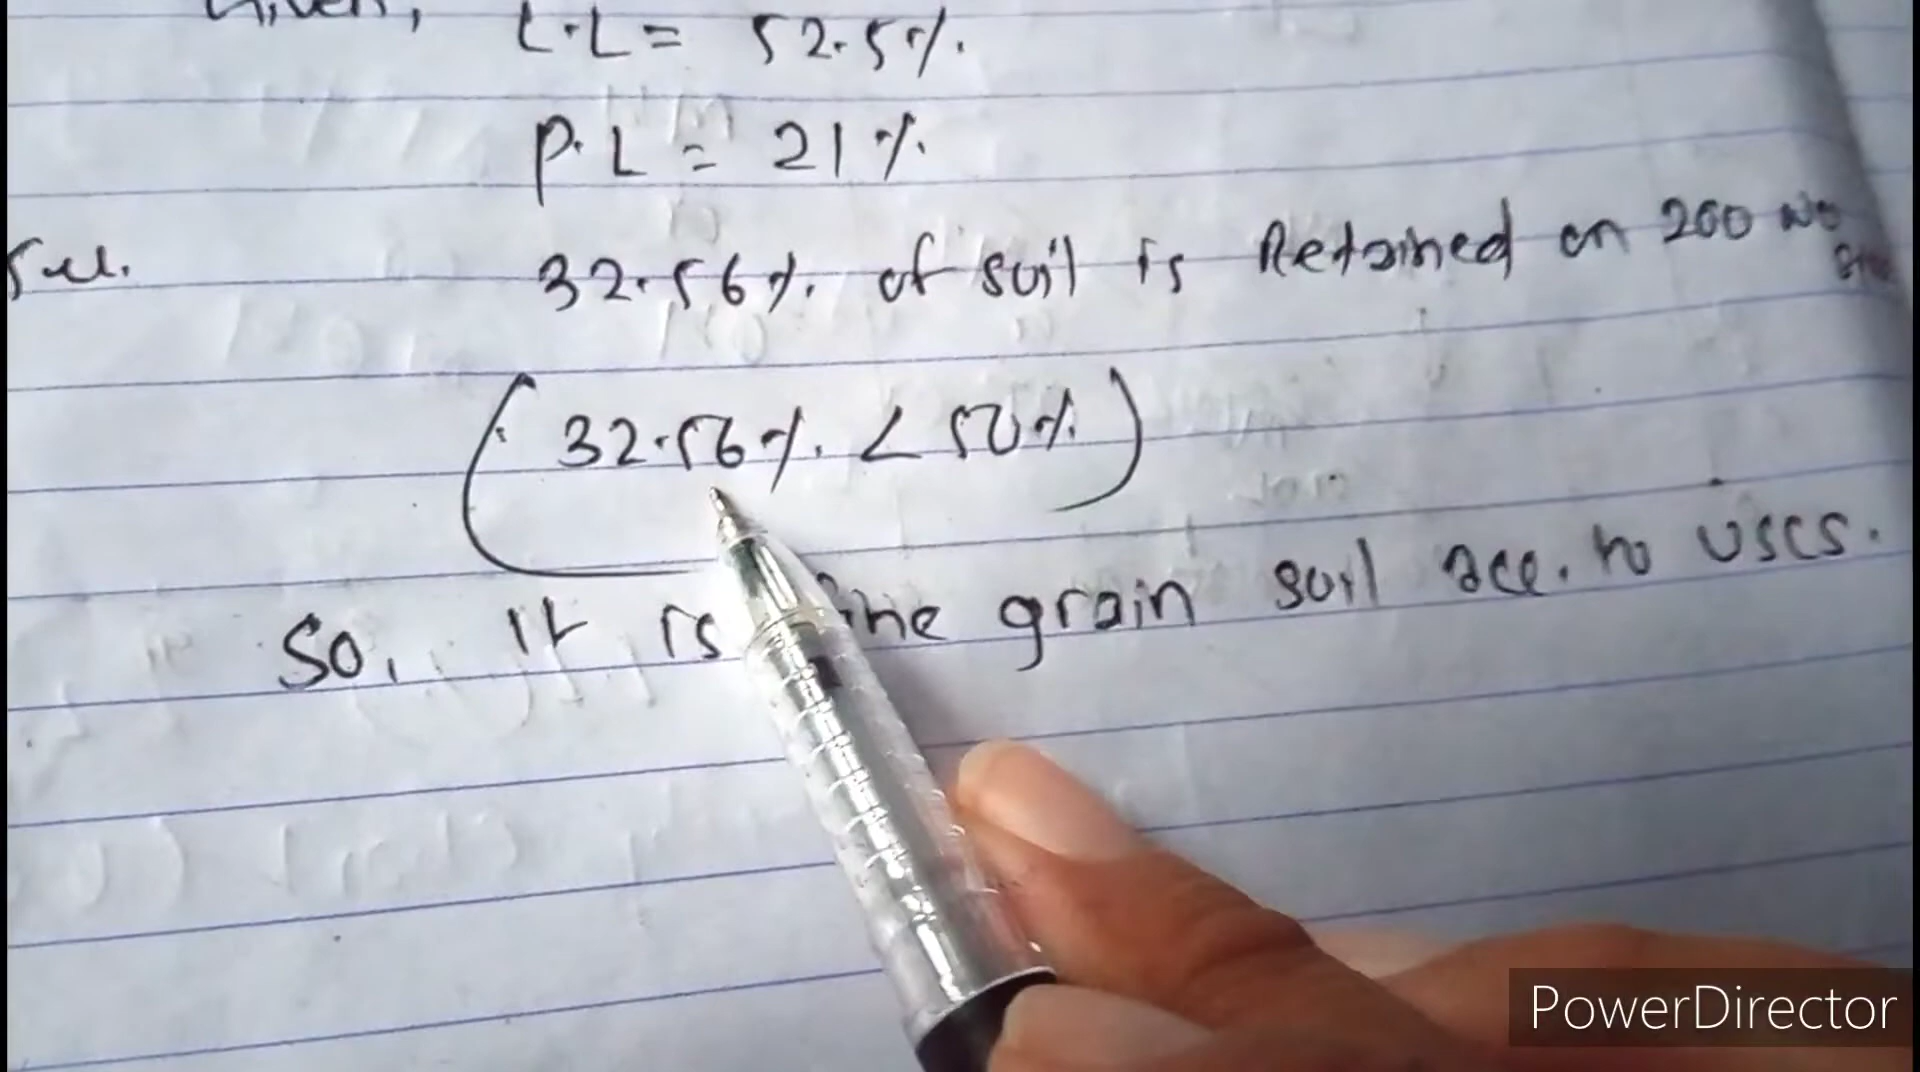 Given, L.L = 52.5%.
P.L = 21%.
32.56%. of soil is Retained on 200 No
(32.56%. < 50%)
So, it is fine grain soil acc. to USCS.
PowerDirector